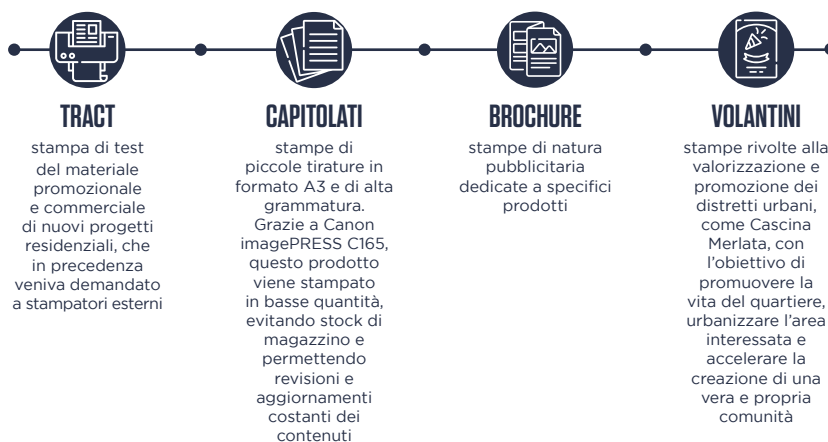 TRACT
stampa di test
del materiale
promozionale
e commerciale
di nuovi progetti
residenziali, che
in precedenza
veniva demandato
a stampatori esterni
CAPITOLATI
stampe di
piccole tirature in
formato A3 e di alta
grammatura.
Grazie a Canon
imagePRESS C165,
questo prodotto
viene stampato
in basse quantità,
evitando stock di
magazzino e
permettendo
revisioni e
aggiornamenti
costanti dei
contenuti
BROCHURE
stampe di natura
pubblicitaria
dedicate a specifici
prodotti
VOLANTINI
stampe rivolte alla
valorizzazione e
promozione dei
distretti urbani,
come Cascina
Merlata, con
l'obiettivo di
promuovere la
vita del quartiere,
urbanizzare l'area
interessata e
accelerare la
creazione di una
vera e propria
comunità